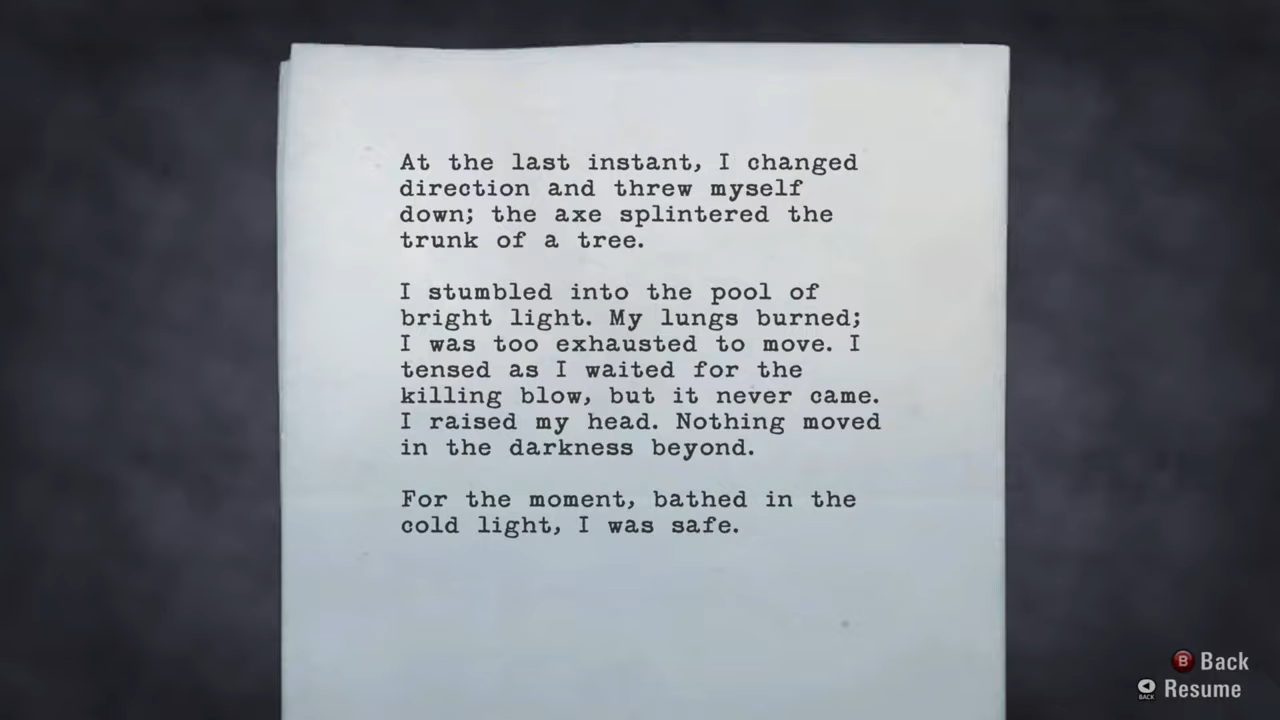 At the last instant, I changed
direction and threw myself
down; the axe splintered the
trunk of a tree.
I stumbled into the pool of
bright light. My lungs burned;
I was too exhausted to move. I
tensed as I waited for the
killing blow, but it never came.
I raised my head. Nothing moved
in the darkness beyond.
For the moment, bathed in the
cold light, I was safe.
B Back
BACK Resume